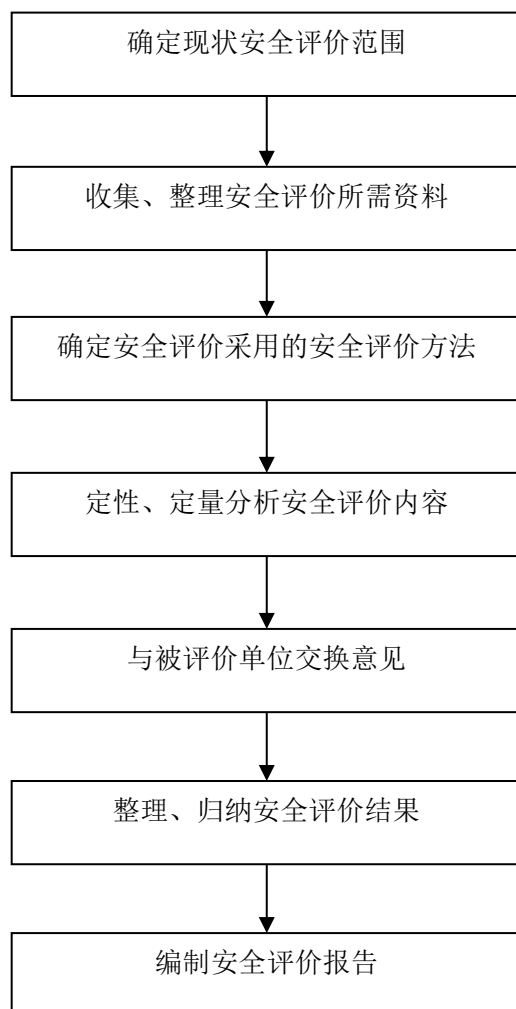 确定现状安全评价范围
收集、整理安全评价所需资料
确定安全评价采用的安全评价方法
定性、定量分析安全评价内容
与被评价单位交换意见
整理、归纳安全评价结果
编制安全评价报告